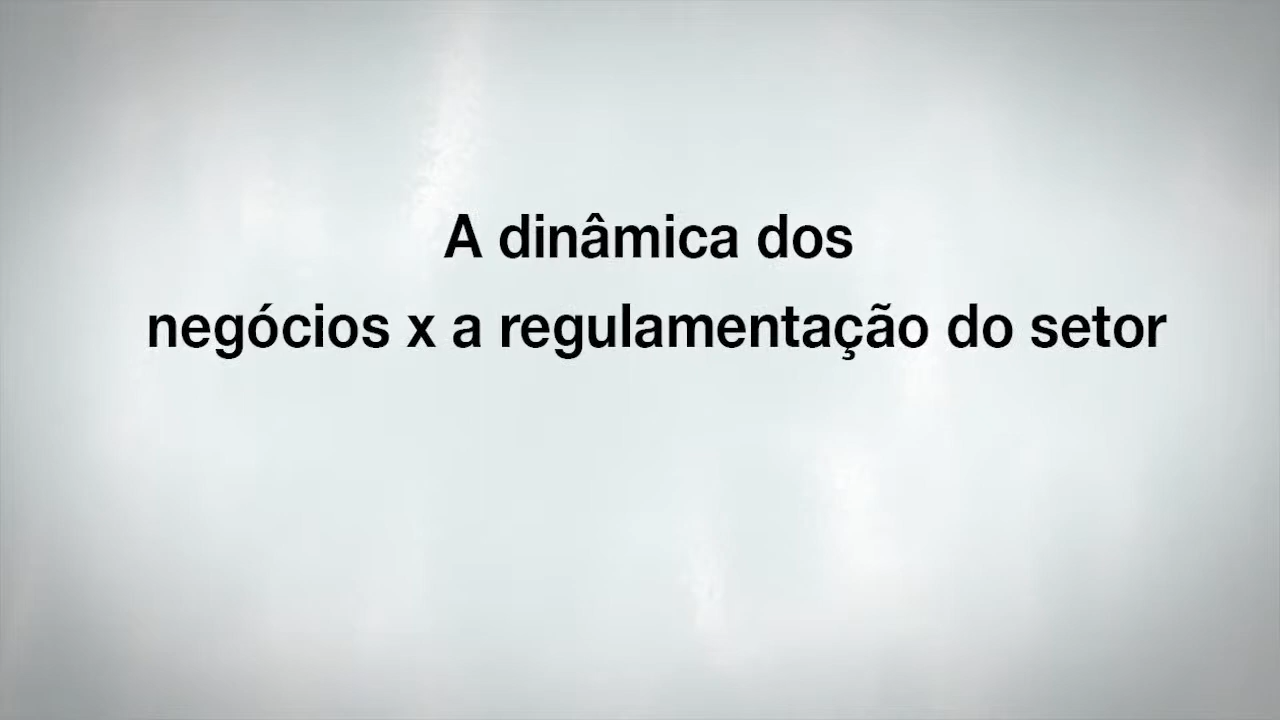 A dinâmica dos
negócios x a regulamentação do setor